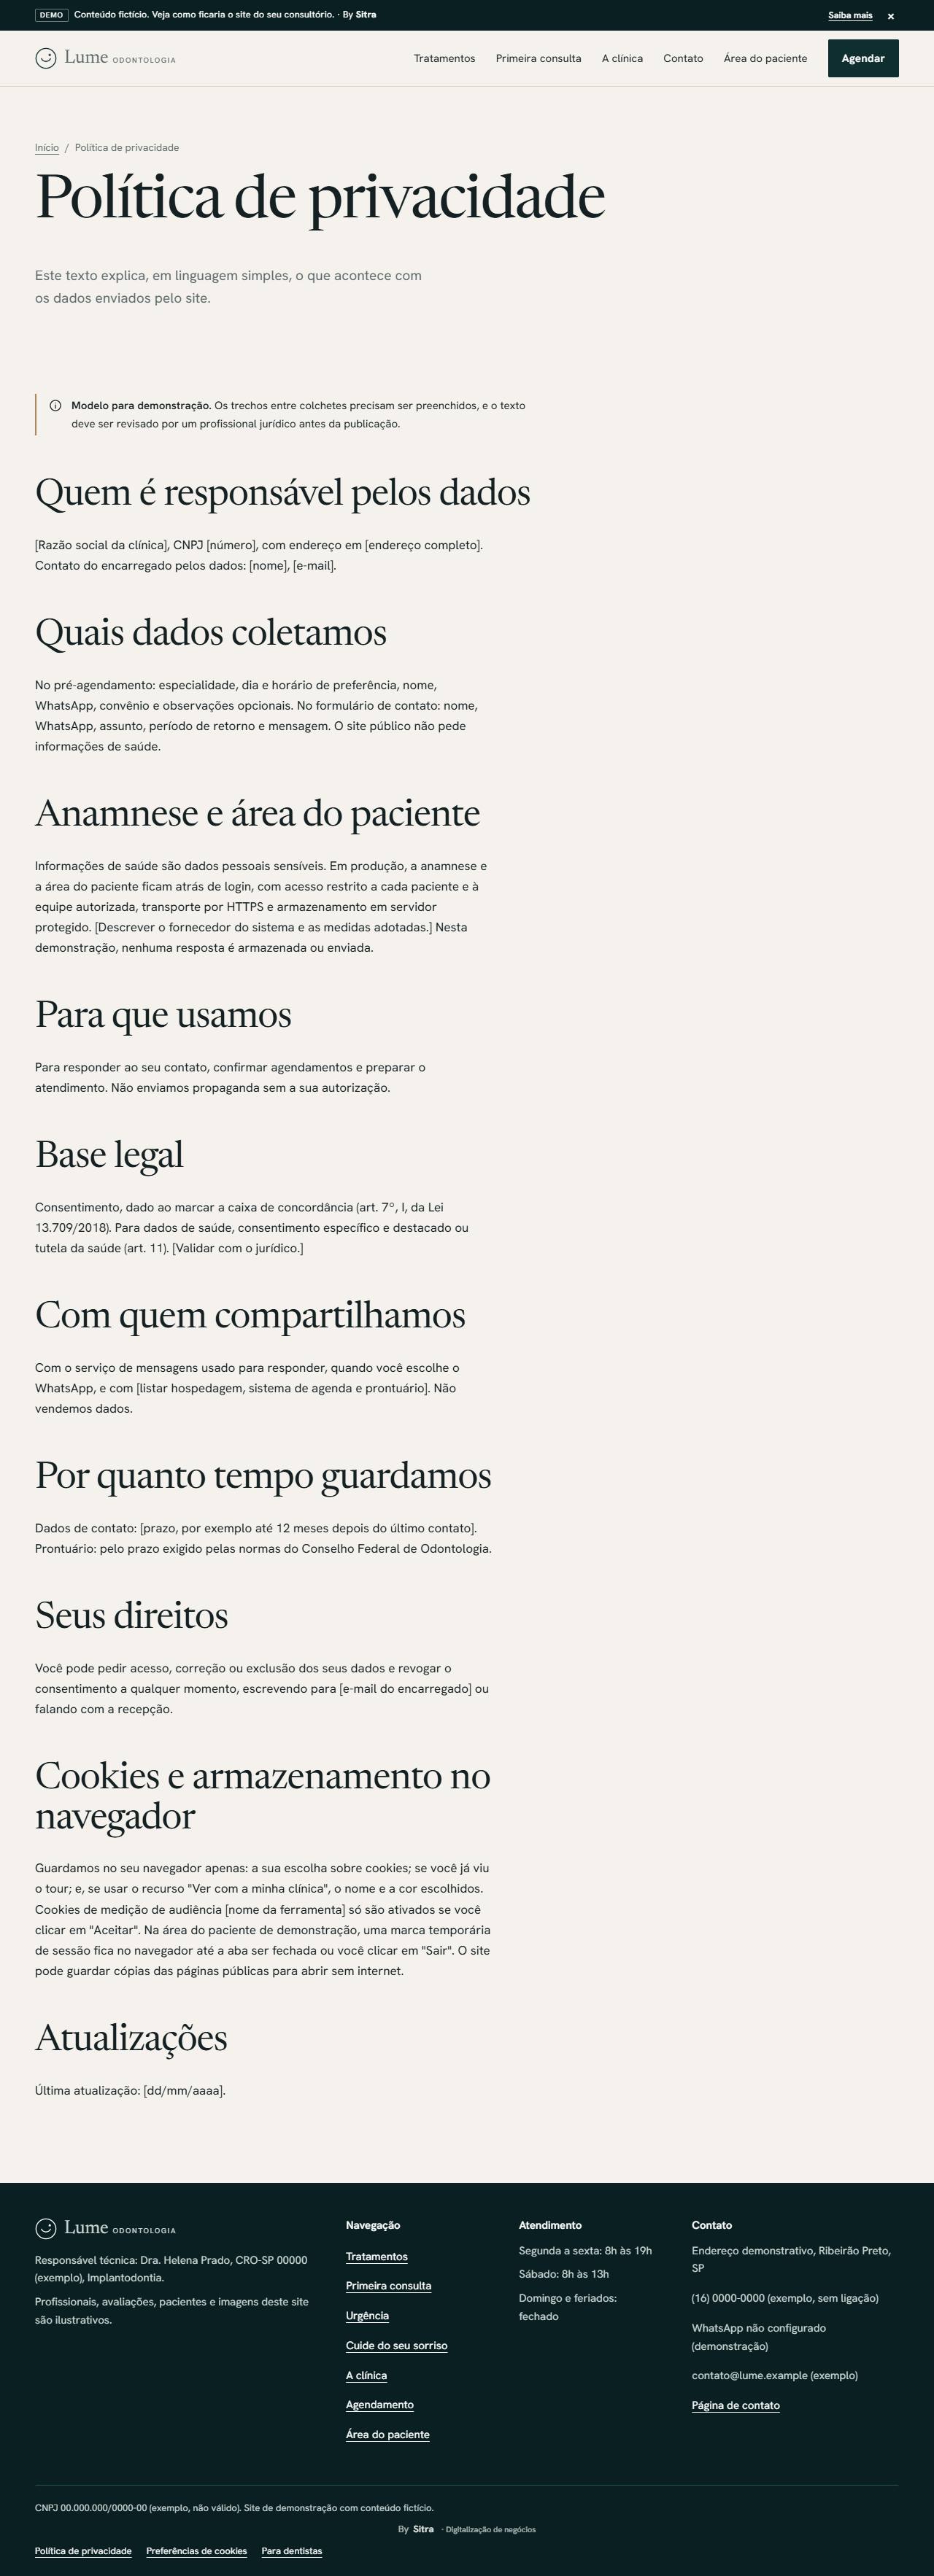 DEMO Conteúdo fictício. Veja como ficaria o site do seu consultório. · By Sitra Saiba mais ×
Lume ODONTOLOGIA Tratamentos Primeira consulta A clínica Contato Área do paciente Agendar
Início / Política de privacidade
Política de privacidade
Este texto explica, em linguagem simples, o que acontece com
os dados enviados pelo site.
Modelo para demonstração. Os trechos entre colchetes precisam ser preenchidos, e o texto
deve ser revisado por um profissional jurídico antes da publicação.
Quem é responsável pelos dados
[Razão social da clínica], CNPJ [número], com endereço em [endereço completo].
Contato do encarregado pelos dados: [nome], [e-mail].
Quais dados coletamos
No pré-agendamento: especialidade, dia e horário de preferência, nome,
WhatsApp, convênio e observações opcionais. No formulário de contato: nome,
WhatsApp, assunto, período de retorno e mensagem. O site público não pede
informações de saúde.
Anamnese e área do paciente
Informações de saúde são dados pessoais sensíveis. Em produção, a anamnese e
a área do paciente ficam atrás de login, com acesso restrito a cada paciente e à
equipe autorizada, transporte por HTTPS e armazenamento em servidor
protegido. [Descrever o fornecedor do sistema e as medidas adotadas.] Nesta
demonstração, nenhuma resposta é armazenada ou enviada.
Para que usamos
Para responder ao seu contato, confirmar agendamentos e preparar o
atendimento. Não enviamos propaganda sem a sua autorização.
Base legal
Consentimento, dado ao marcar a caixa de concordância (art. 7º, I, da Lei
13.709/2018). Para dados de saúde, consentimento específico e destacado ou
tutela da saúde (art. 11). [Validar com o jurídico.]
Com quem compartilhamos
Com o serviço de mensagens usado para responder, quando você escolhe o
WhatsApp, e com [listar hospedagem, sistema de agenda e prontuário]. Não
vendemos dados.
Por quanto tempo guardamos
Dados de contato: [prazo, por exemplo até 12 meses depois do último contato].
Prontuário: pelo prazo exigido pelas normas do Conselho Federal de Odontologia.
Seus direitos
Você pode pedir acesso, correção ou exclusão dos seus dados e revogar o
consentimento a qualquer momento, escrevendo para [e-mail do encarregado] ou
falando com a recepção.
Cookies e armazenamento no
navegador
Guardamos no seu navegador apenas: a sua escolha sobre cookies; se você já viu
o tour; e, se usar o recurso "Ver com a minha clínica", o nome e a cor escolhidos.
Cookies de medição de audiência [nome da ferramenta] só são ativados se você
clicar em "Aceitar". Na área do paciente de demonstração, uma marca temporária
de sessão fica no navegador até a aba ser fechada ou você clicar em "Sair". O site
pode guardar cópias das páginas públicas para abrir sem internet.
Atualizações
Última atualização: [dd/mm/aaaa].
Lume ODONTOLOGIA
Responsável técnica: Dra. Helena Prado, CRO-SP 00000
(exemplo), Implantodontia.
Profissionais, avaliações, pacientes e imagens deste site
são ilustrativos.
Navegação
Tratamentos
Primeira consulta
Urgência
Cuide do seu sorriso
A clínica
Agendamento
Área do paciente
Atendimento
Segunda a sexta: 8h às 19h
Sábado: 8h às 13h
Domingo e feriados:
fechado
Contato
Endereço demonstrativo, Ribeirão Preto,
SP
(16) 0000-0000 (exemplo, sem ligação)
WhatsApp não configurado
(demonstração)
contato@lume.example (exemplo)
Página de contato
CNPJ 00.000.000/0000-00 (exemplo, não válido). Site de demonstração com conteúdo fictício.
By Sitra · Digitalização de negócios
Política de privacidade Preferências de cookies Para dentistas